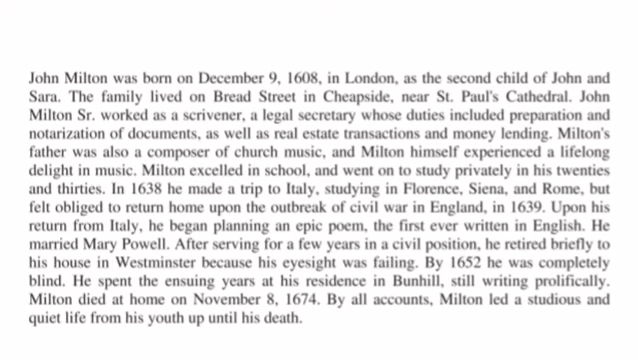 John Milton was born on December 9, 1608, in London, as the second child of John and
Sara. The family lived on Bread Street in Cheapside, near St. Paul's Cathedral. John
Milton Sr. worked as a scrivener, a legal secretary whose duties included preparation and
notarization of documents, as well as real estate transactions and money lending. Milton's
father was also a composer of church music, and Milton himself experienced a lifelong
delight in music. Milton excelled in school, and went on to study privately in his twenties
and thirties. In 1638 he made a trip to Italy, studying in Florence, Siena, and Rome, but
felt obliged to return home upon the outbreak of civil war in England, in 1639. Upon his
return from Italy, he began planning an epic poem, the first ever written in English. He
married Mary Powell. After serving for a few years in a civil position, he retired briefly to
his house in Westminster because his eyesight was failing. By 1652 he was completely
blind. He spent the ensuing years at his residence in Bunhill, still writing prolifically.
Milton died at home on November 8, 1674. By all accounts, Milton led a studious and
quiet life from his youth up until his death.